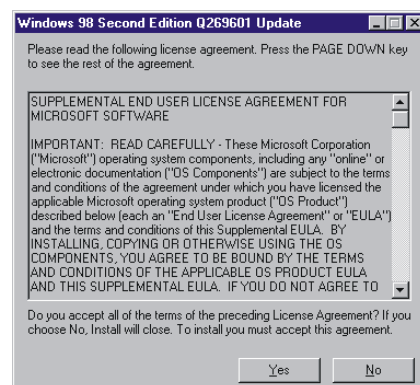 Windows 98 Second Edition Q269601 Update
Please read the following license agreement. Press the PAGE DOWN key
to see the rest of the agreement.
SUPPLEMENTAL END USER LICENSE AGREEMENT FOR
MICROSOFT SOFTWARE
IMPORTANT: READ CAREFULLY - These Microsoft Corporation
("Microsoft") operating system components, including any "online" or
electronic documentation ("OS Components") are subject to the terms
and conditions of the agreement under which you have licensed the
applicable Microsoft operating system product ("OS Product")
described below (each an "End User License Agreement" or "EULA")
and the terms and conditions of this Supplemental EULA. BY
INSTALLING, COPYING OR OTHERWISE USING THE OS
COMPONENTS, YOU AGREE TO BE BOUND BY THE TERMS
AND CONDITIONS OF THE APPLICABLE OS PRODUCT EULA
AND THIS SUPPLEMENTAL EULA. IF YOU DO NOT AGREE TO
Do you accept all of the terms of the preceding License Agreement? If you
choose No, Install will close. To install you must accept this agreement.
Yes No